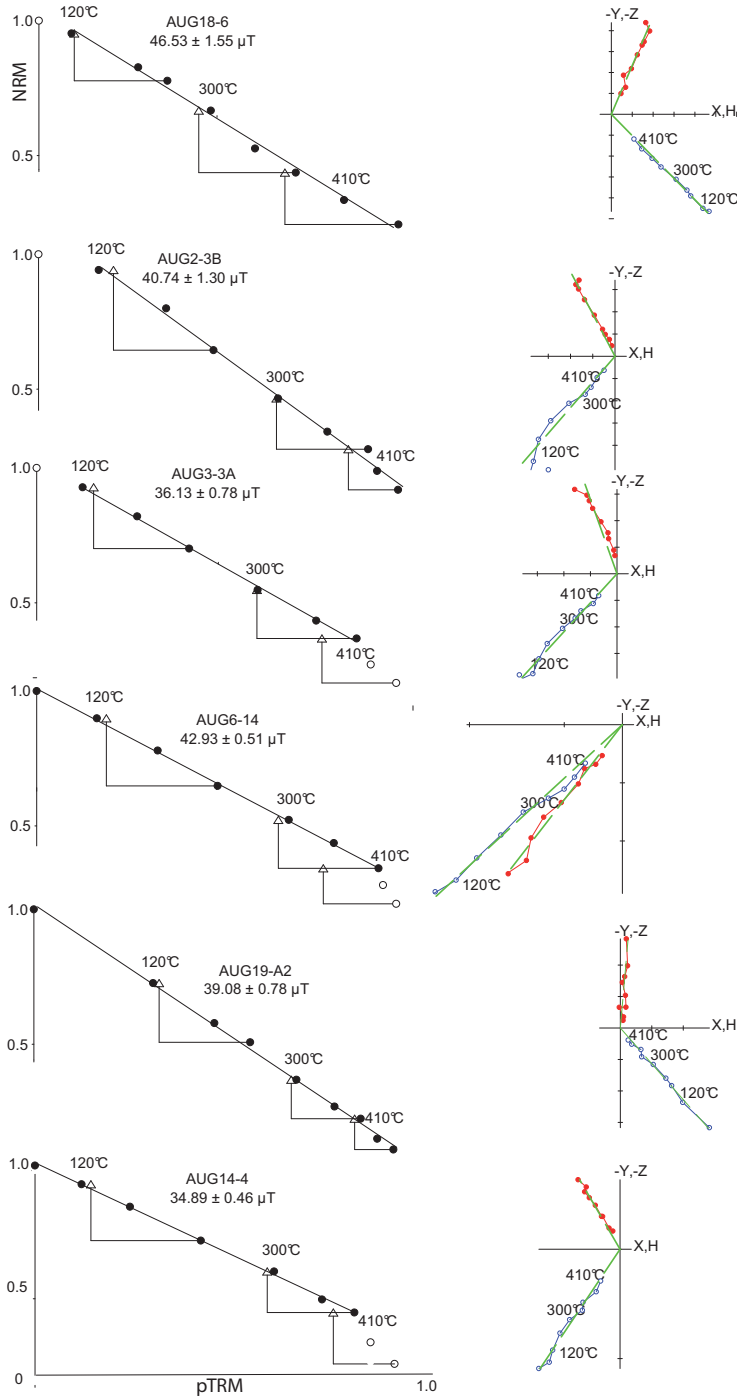 1.0
NRM
0.5
120°C
AUG18-6
46.53 ± 1.55 µT
300°C
410°C
-Y,-Z
X,H
410°C
300°C
120°C
1.0
0.5
120°C
AUG2-3B
40.74 ± 1.30 µT
300°C
410°C
-Y,-Z
X,H
410°C
300°C
120°C
1.0
0.5
120°C
AUG3-3A
36.13 ± 0.78 µT
300°C
410°C
-Y,-Z
X,H
410°C
300°C
120°C
1.0
0.5
120°C
AUG6-14
42.93 ± 0.51 µT
300°C
410°C
-Y,-Z
X,H
410°C
300°C
120°C
1.0
0.5
120°C
AUG19-A2
39.08 ± 0.78 µT
300°C
410°C
-Y,-Z
X,H
410°C
300°C
120°C
1.0
0.5
0
120°C
AUG14-4
34.89 ± 0.46 µT
300°C
410°C
pTRM
1.0
-Y,-Z
X,H
410°C
300°C
120°C